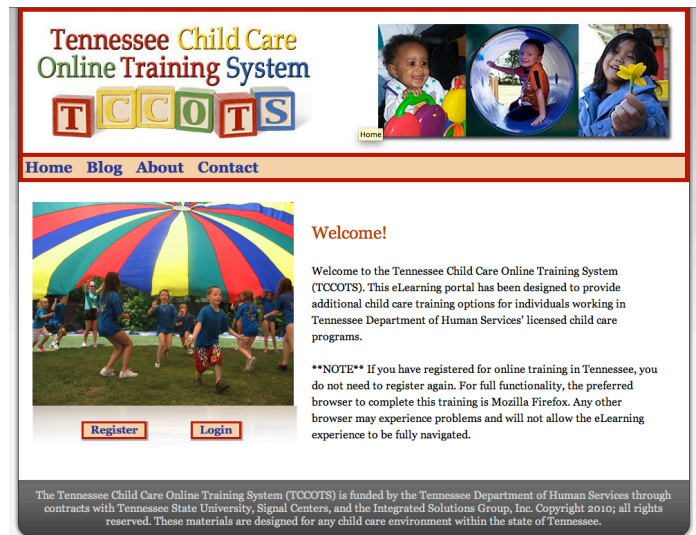 Tennessee Child Care
Online Training System
TCCOTS
Home
Home Blog About Contact
Welcome!
Welcome to the Tennessee Child Care Online Training System
(TCCOTS). This eLearning portal has been designed to provide
additional child care training options for individuals working in
Tennessee Department of Human Services' licensed child care
programs.
**NOTE** If you have registered for online training in Tennessee, you
do not need to register again. For full functionality, the preferred
browser to complete this training is Mozilla Firefox. Any other
browser may experience problems and will not allow the eLearning
experience to be fully navigated.
Register Login
The Tennessee Child Care Online Training System (TCCOTS) is funded by the Tennessee Department of Human Services through
contracts with Tennessee State University, Signal Centers, and the Integrated Solutions Group, Inc. Copyright 2010; all rights
reserved. These materials are designed for any child care environment within the state of Tennessee.